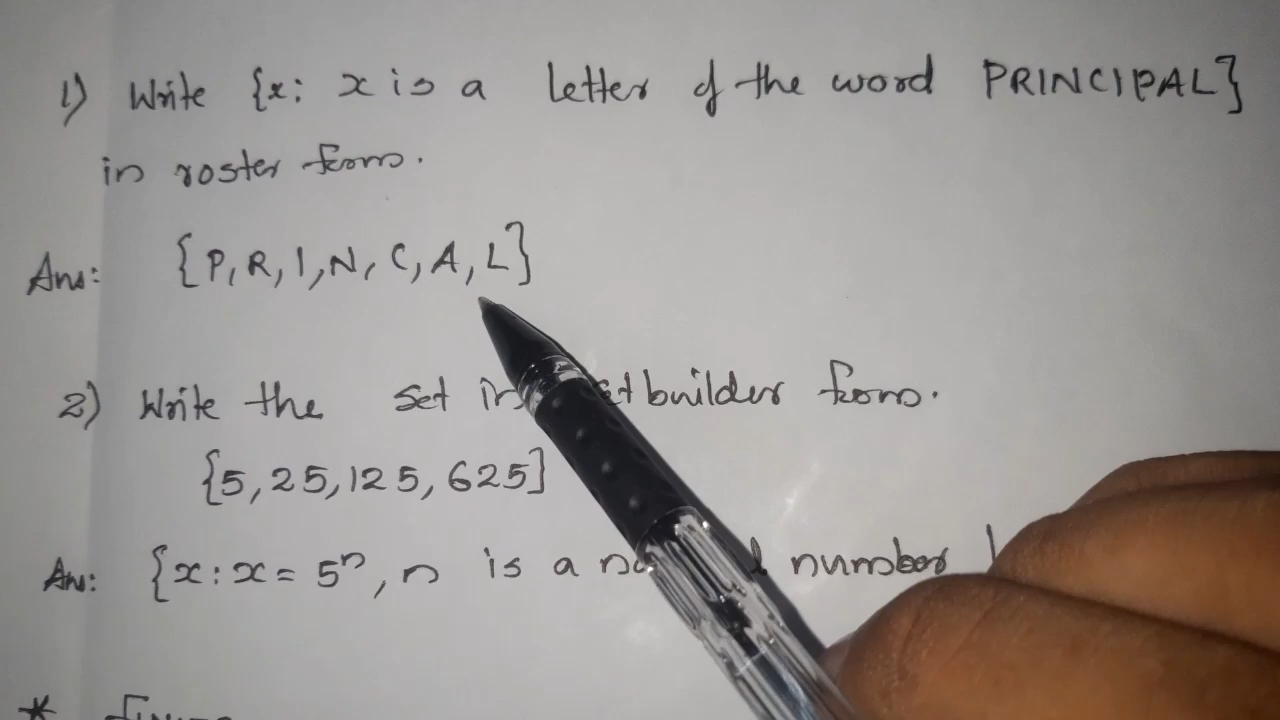 1) Write {x: x is a letter of the word PRINCIPAL}
in roster form.
Ans: {P, R, I, N, C, A, L}
2) Write the set in builder form.
{5, 25, 125, 625}
Ans: {x : x = 5ⁿ, n is a number
*